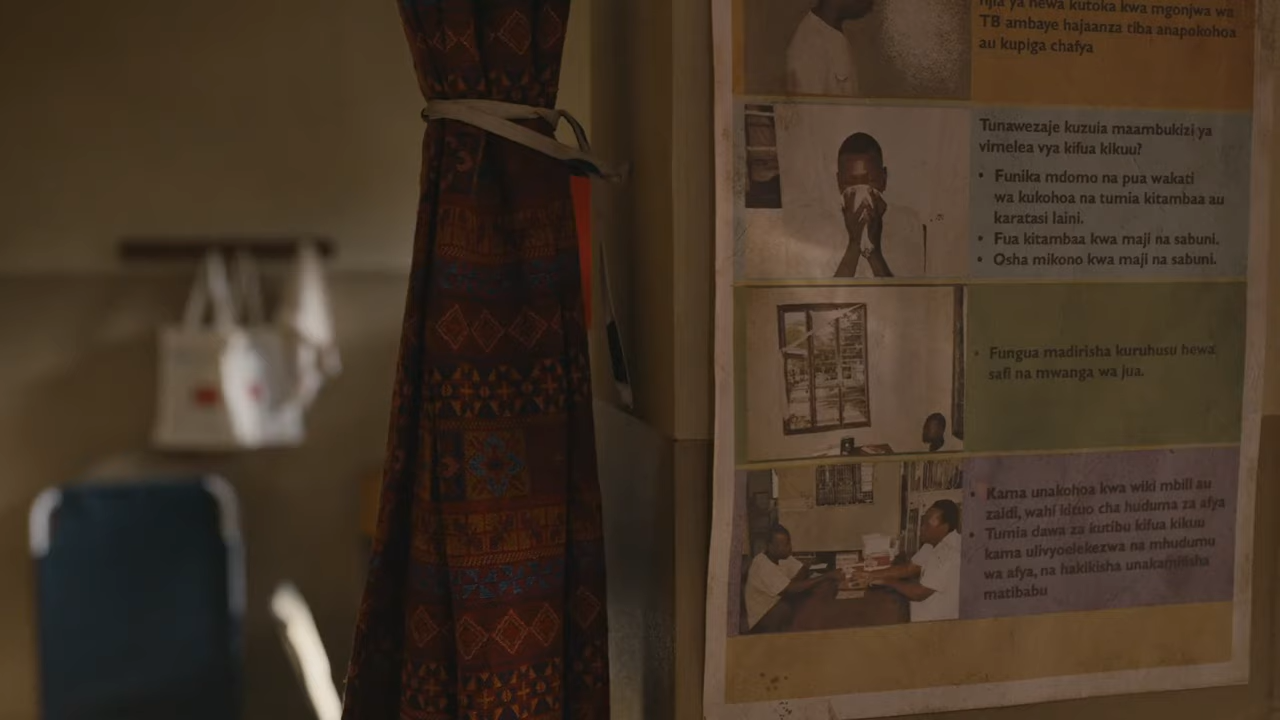 njia ya hewa kutoka kwa mgonjwa wa
TB ambaye hajaanza tiba anapokohoa
au kupiga chafya
Tunawezaje kuzuia maambukizi ya
vimelea vya kifua kikuu?
• Funika mdomo na pua wakati
wa kukohoa na tumia kitambaa au
karatasi laini.
• Fua kitambaa kwa maji na sabuni.
• Osha mikono kwa maji na sabuni.
• Fungua madirisha kuruhusu hewa
safi na mwanga wa jua.
• Kama unakohoa kwa wiki mbili au
zaidi, wahi kituo cha huduma za afya
• Tumia dawa za kutibu kifua kikuu
kama ulivyoelekezwa na mhudumu
wa afya, na hakikisha unakamilisha
matibabu